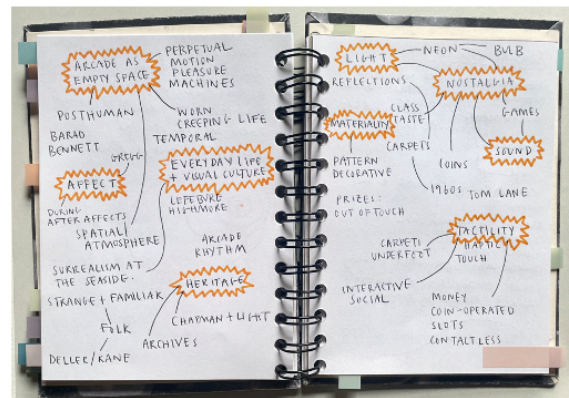 ARCADE AS
EMPTY SPACE
PERPETUAL
MOTION
PLEASURE
MACHINES
POSTHUMAN
BARAD
BENNETT
WORN
CREEPING LIFE
TEMPORAL
GREGG
AFFECT
EVERYDAY LIFE
+ VISUAL CULTURE
LEFEBVRE
HIGHMORE
DURING
AFTER AFFECTS
SPATIAL
ATMOSPHERE
ARCADE
RHYTHM
SURREALISM AT
THE SEASIDE.
STRANGE + FAMILIAR
HERITAGE
FOLK
CHAPMAN + LIGHT
DELLER/KANE
ARCHIVES
LIGHT
NEON
BULB
REFLECTIONS
NOSTALGIA
CLASS
TASTE
GAMES
MATERIALITY
CARPETS
COINS
SOUND
PATTERN
DECORATIVE
1960s
TOM LANE
PRIZES:
OUT OF TOUCH
TACTILITY
HAPTIC
TOUCH
CARPETS
UNDERFOOT
INTERACTIVE
SOCIAL
MONEY
COIN-OPERATED
SLOTS
CONTACTLESS